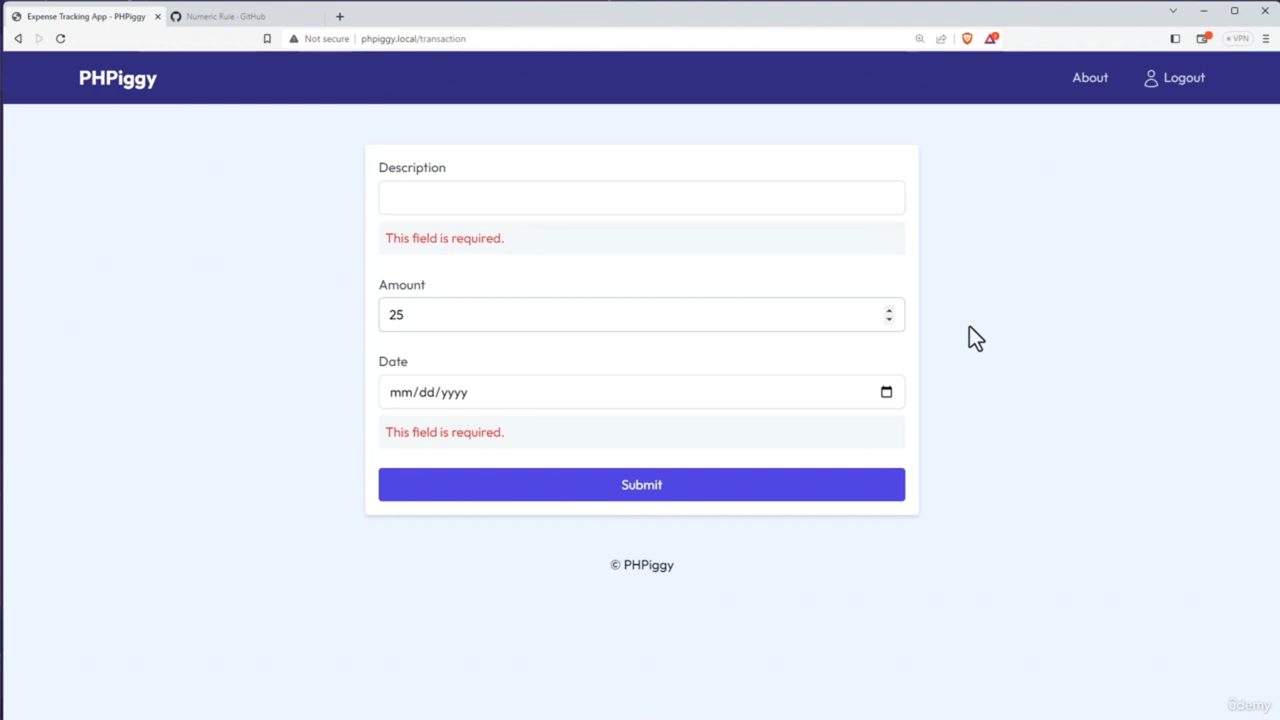 Expense Tracking App - PHPiggy
Numeric Rule · GitHub
Not secure
phpiggy.local/transaction
VPN
PHPiggy
About
Logout
Description
This field is required.
Amount
25
Date
mm/dd/yyyy
This field is required.
Submit
© PHPiggy
ûdemy